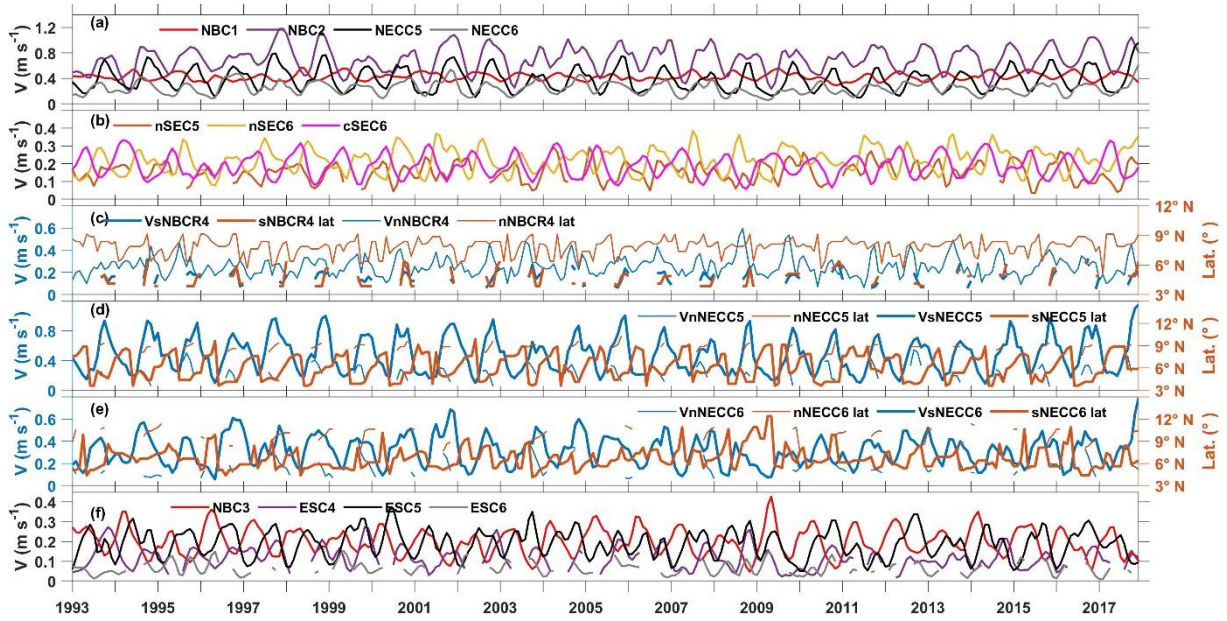 (a) NBC1 NBC2 NECC5 NECC6
V (m s⁻¹)
1.2
0.8
0.4
0
(b) nSEC5 nSEC6 cSEC6
V (m s⁻¹)
0.4
0.3
0.2
0.1
0
(c) VsNBCR4 sNBCR4 lat VnNBCR4 nNBCR4 lat
V (m s⁻¹)
0.6
0.4
0.2
0
12° N
9° N
6° N
3° N
Lat. (°)
(d) VnNECC5 nNECC5 lat VsNECC5 sNECC5 lat
V (m s⁻¹)
0.8
0.4
0
12° N
9° N
6° N
3° N
Lat. (°)
(e) VnNECC6 nNECC6 lat VsNECC6 sNECC6 lat
V (m s⁻¹)
0.6
0.4
0.2
0
12° N
9° N
6° N
3° N
Lat. (°)
(f) NBC3 ESC4 ESC5 ESC6
V (m s⁻¹)
0.4
0.3
0.2
0.1
0
1993 1995 1997 1999 2001 2003 2005 2007 2009 2011 2013 2015 2017